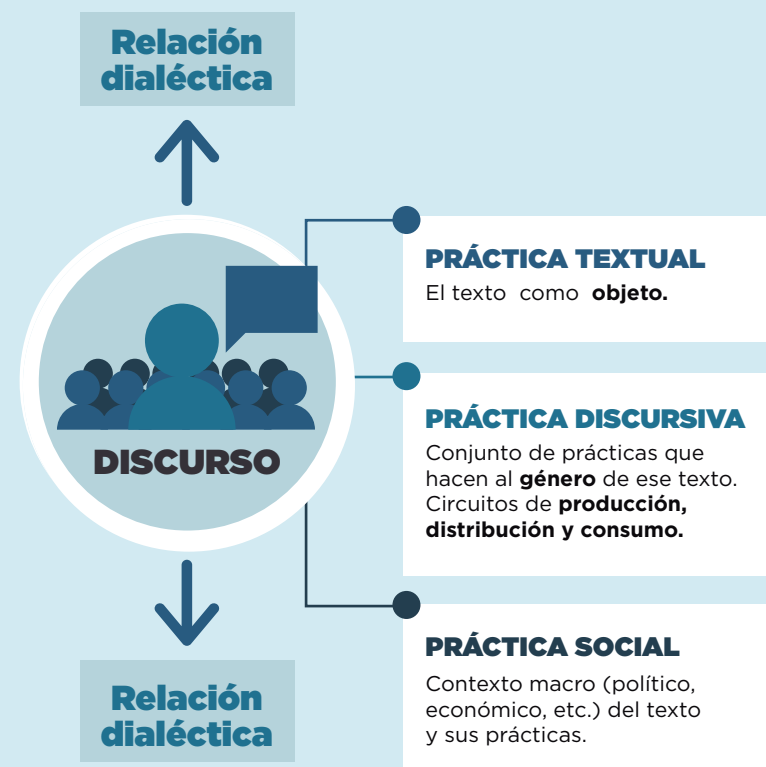 Relación
dialéctica
DISCURSO
PRÁCTICA TEXTUAL
El texto como objeto.
PRÁCTICA DISCURSIVA
Conjunto de prácticas que
hacen al género de ese texto.
Circuitos de producción,
distribución y consumo.
PRÁCTICA SOCIAL
Contexto macro (político,
económico, etc.) del texto
y sus prácticas.
Relación
dialéctica